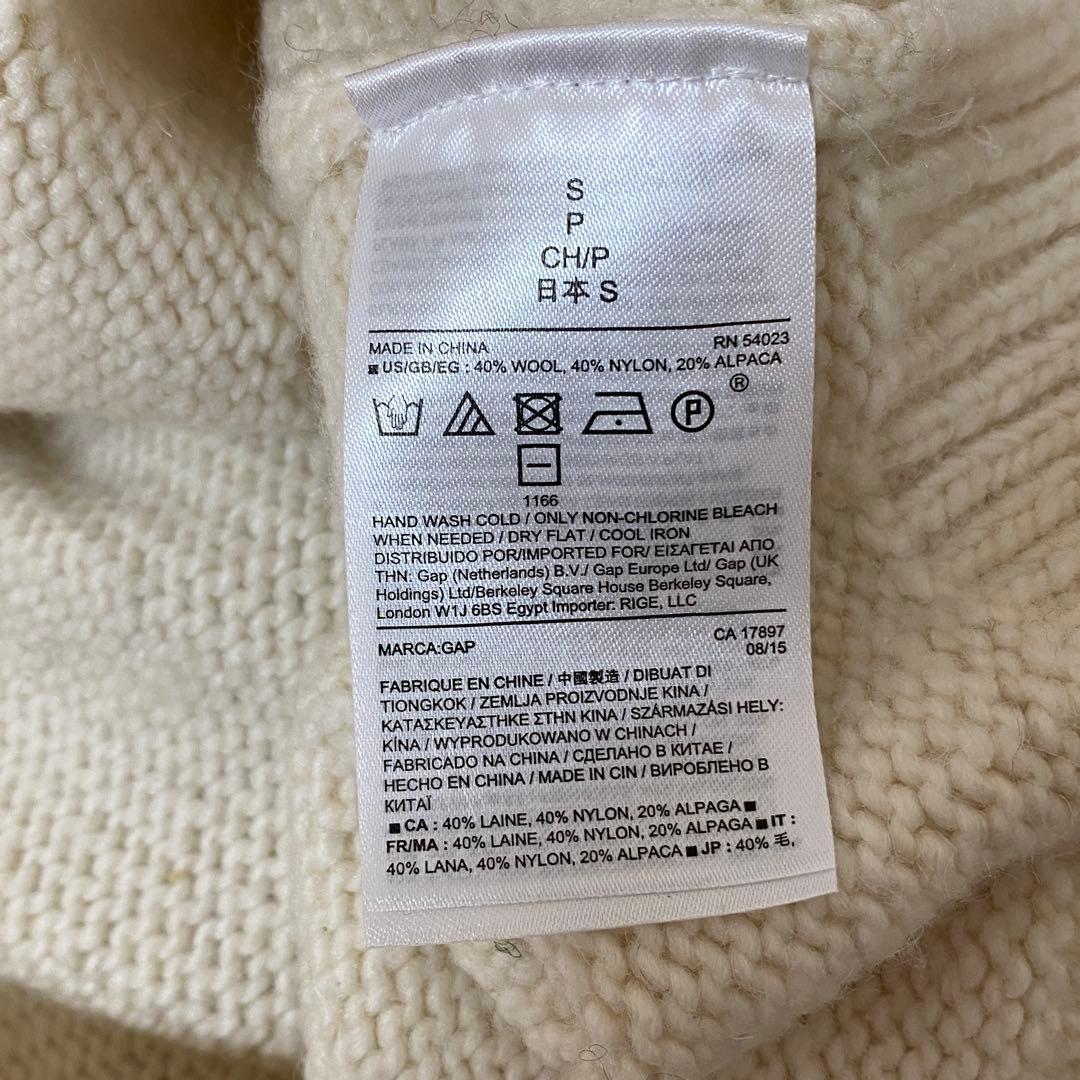 S
P
CH/P
日本 S
MADE IN CHINA RN 54023
■ US/GB/EG : 40% WOOL, 40% NYLON, 20% ALPACA
P ®
1166
HAND WASH COLD / ONLY NON-CHLORINE BLEACH
WHEN NEEDED / DRY FLAT / COOL IRON
DISTRIBUIDO POR/IMPORTED FOR/ ΕΙΣΑΓΕΤΑΙ ΑΠΟ
THN: Gap (Netherlands) B.V./ Gap Europe Ltd/ Gap (UK
Holdings) Ltd/Berkeley Square House Berkeley Square,
London W1J 6BS Egypt Importer: RIGE, LLC
MARCA:GAP CA 17897
08/15
FABRIQUE EN CHINE / 中國製造 / DIBUAT DI
TIONGKOK / ZEMLJA PROIZVODNJE KINA /
ΚΑΤΑΣΚΕΥΑΣΤΗΚΕ ΣΤΗΝ ΚΙΝΑ / SZÁRMAZÁSI HELY:
KÍNA / WYPRODUKOWANO W CHINACH /
FABRICADO NA CHINA / СДЕЛАНО В КИТАЕ /
HECHO EN CHINA / MADE IN CIN / ВИРОБЛЕНО В
КИТАЇ
■ CA : 40% LAINE, 40% NYLON, 20% ALPAGA ■
FR/MA : 40% LAINE, 40% NYLON, 20% ALPAGA ■ IT :
40% LANA, 40% NYLON, 20% ALPACA ■ JP : 40% 毛,